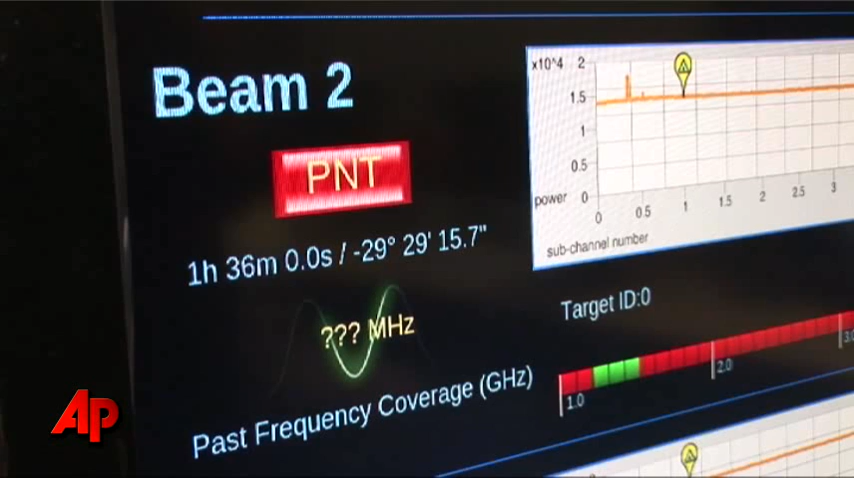 Beam 2
PNT
1h 36m 0.0s / -29° 29' 15.7"
??? MHz
Past Frequency Coverage (GHz)
x10^4 2
1.5
1
0.5
power 0
0 0.5 1 1.5 2 2.5 3
sub-channel number
Target ID:0
1.0 2.0 3.0
AP